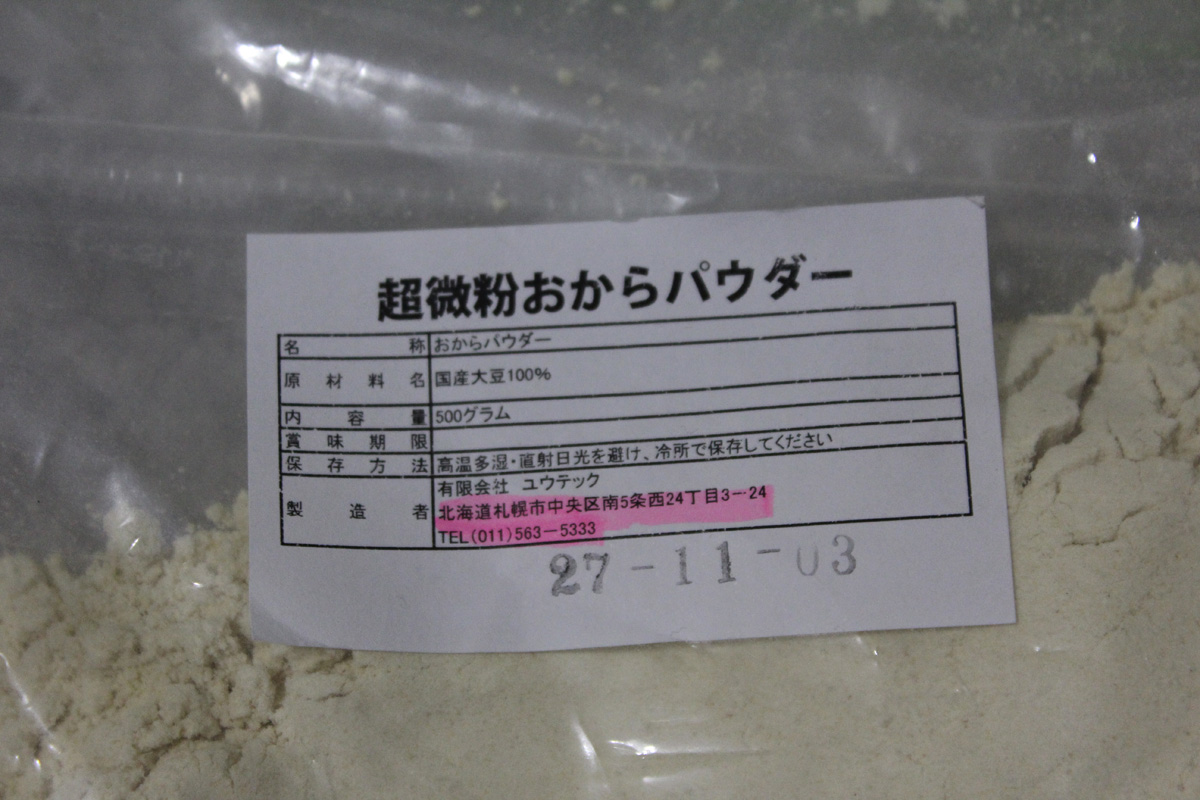 超微粉おからパウダー
名称 おからパウダー
原材料名 国産大豆100%
内容量 500グラム
賞味期限
保存方法 高温多湿・直射日光を避け、冷所で保存してください
製造者 有限会社 ユウテック
北海道札幌市中央区南5条西24丁目3-24
TEL(011)563-5333
27-11-03